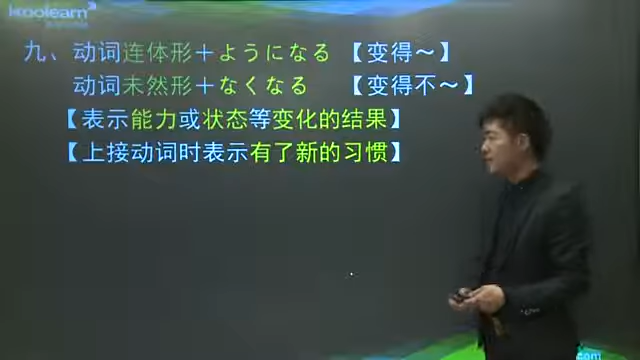 koolearn
九、动词连体形＋ようになる 【变得～】
动词未然形＋なくなる 【变得不～】
【表示能力或状态等变化的结果】
【上接动词时表示有了新的习惯】
.com